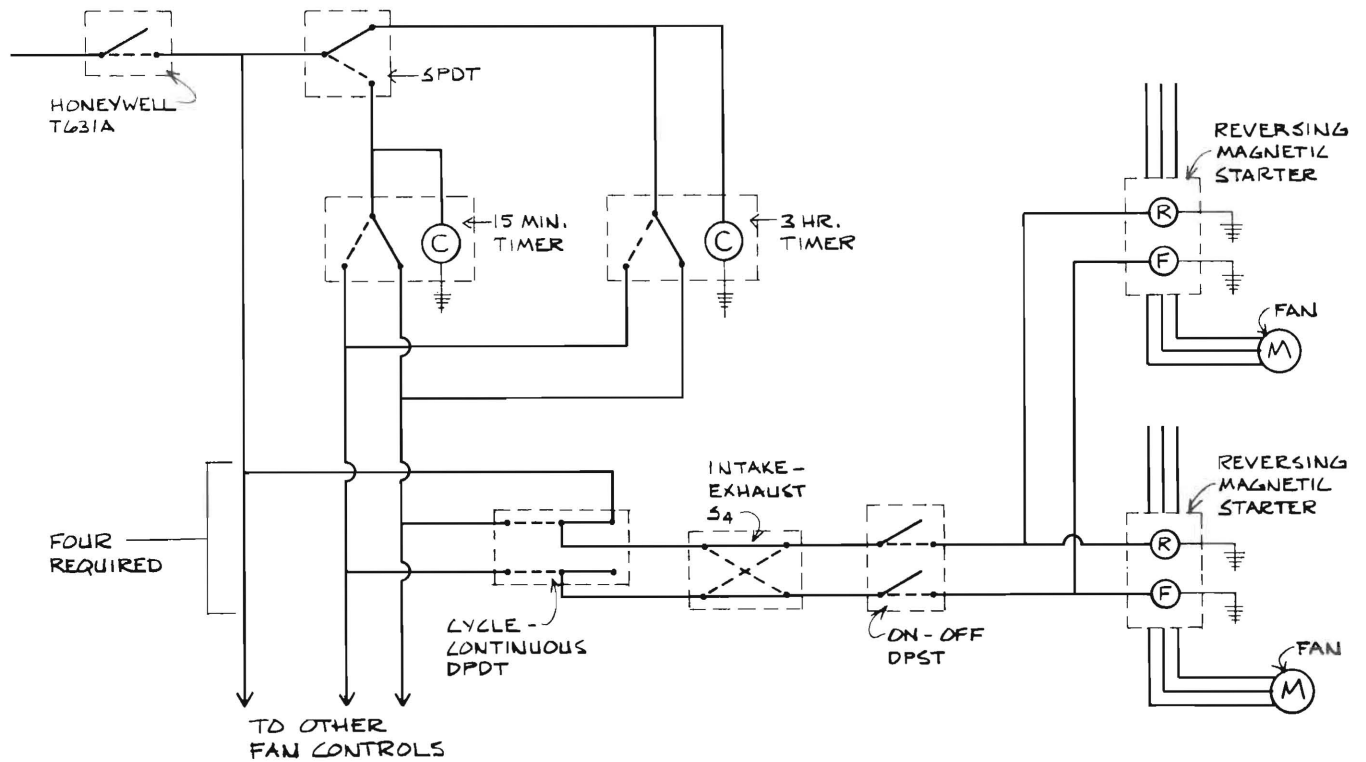 HONEYWELL
T631A
SPDT
15 MIN.
TIMER
C
3 HR.
TIMER
C
REVERSING
MAGNETIC
STARTER
R
F
FAN
M
FOUR
REQUIRED
CYCLE-
CONTINUOUS
DPDT
INTAKE-
EXHAUST
S4
ON-OFF
DPST
REVERSING
MAGNETIC
STARTER
R
F
FAN
M
TO OTHER
FAN CONTROLS